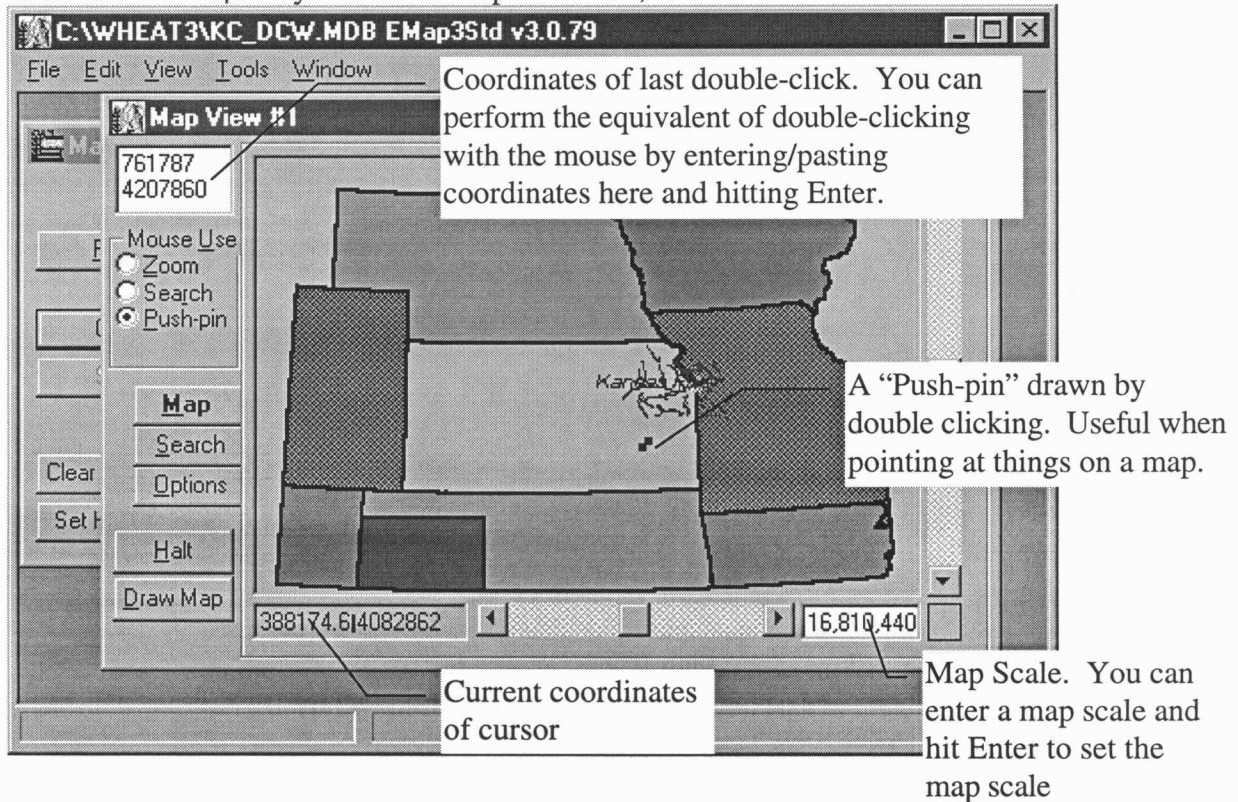 C:\WHEAT3\KC_DCW.MDB EMap3Std v3.0.79
File Edit View Tools Window
Coordinates of last double-click. You can
perform the equivalent of double-clicking
with the mouse by entering/pasting
coordinates here and hitting Enter.
Map View #1
761787
4207860
Mouse Use
Zoom
Search
Push-pin
Map
Search
Options
Halt
Draw Map
Clear
Set
Kansas
A “Push-pin” drawn by
double clicking. Useful when
pointing at things on a map.
388174.6 4082862
16,810,440
Current coordinates
of cursor
Map Scale. You can
enter a map scale and
hit Enter to set the
map scale